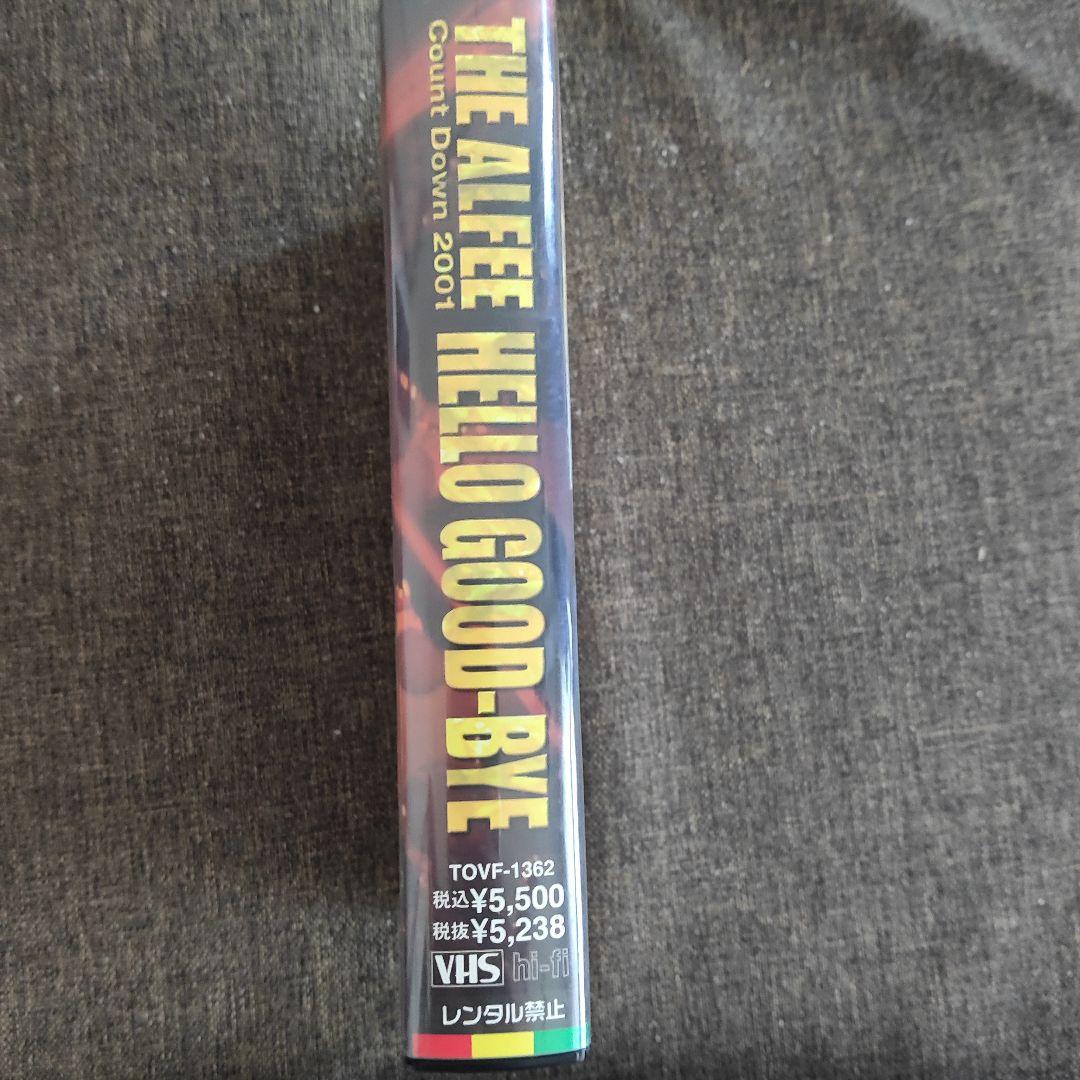 THE ALFEE HELLO GOOD-BYE
Count Down 2001
TOVF-1362
税込¥5,500
税抜¥5,238
VHS hi-fi
レンタル禁止